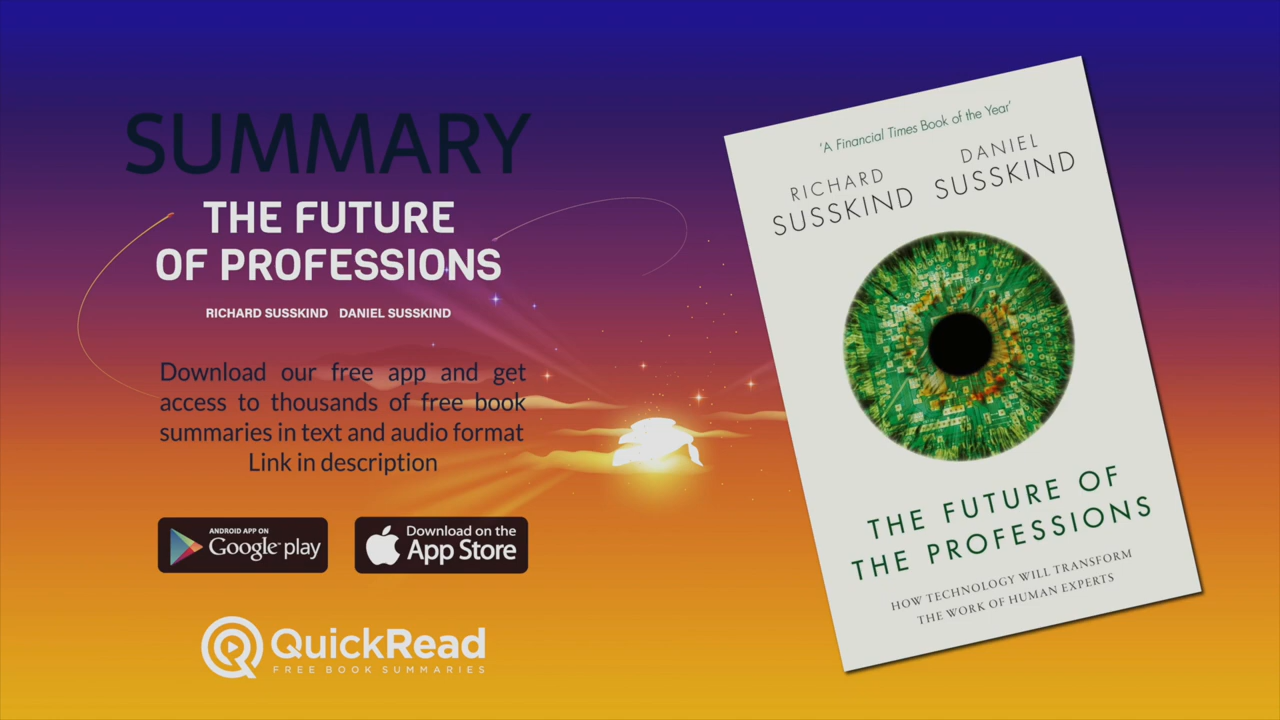 SUMMARY
THE FUTURE
OF PROFESSIONS
RICHARD SUSSKIND DANIEL SUSSKIND
Download our free app and get
access to thousands of free book
summaries in text and audio format
Link in description
ANDROID APP ON
Google play
Download on the
App Store
QuickRead
FREE BOOK SUMMARIES
'A Financial Times Book of the Year'
RICHARD
SUSSKIND
DANIEL
SUSSKIND
THE FUTURE OF
THE PROFESSIONS
HOW TECHNOLOGY WILL TRANSFORM
THE WORK OF HUMAN EXPERTS